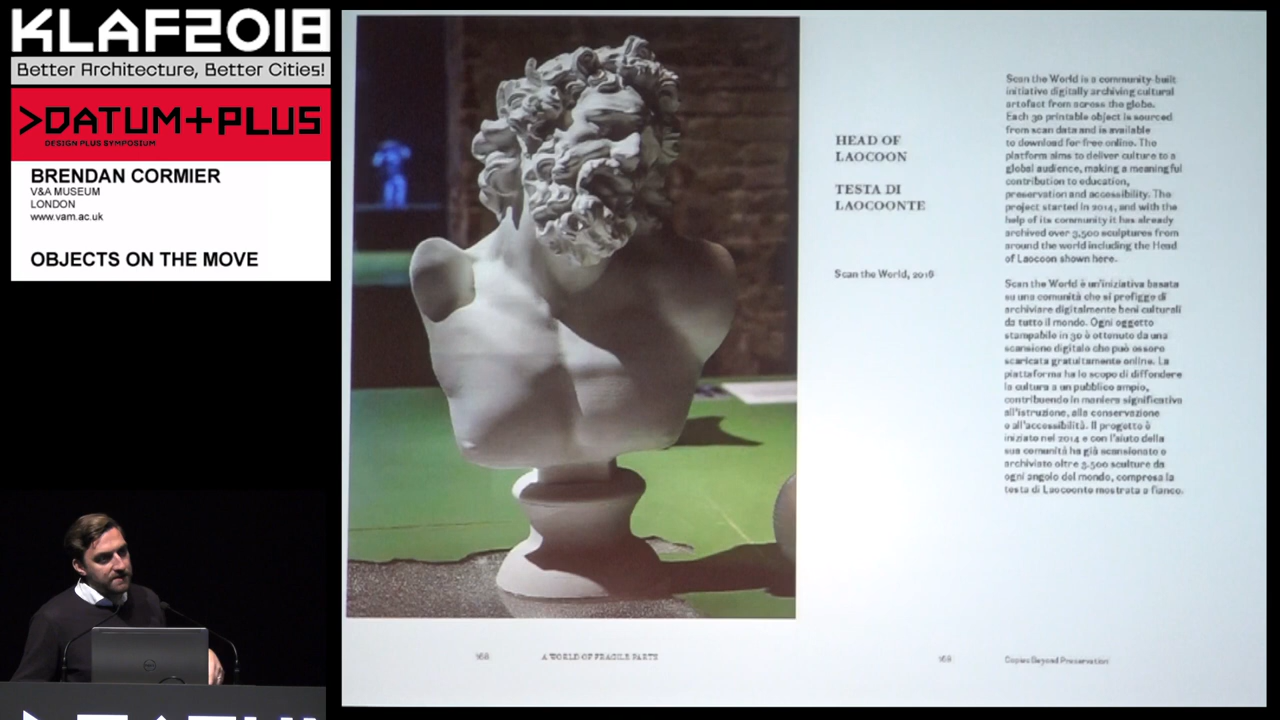 KLAF2018
Better Architecture, Better Cities!
>DATUM+PLUS
DESIGN PLUS SYMPOSIUM
BRENDAN CORMIER
V&A MUSEUM
LONDON
www.vam.ac.uk
OBJECTS ON THE MOVE
HEAD OF
LAOCOON
TESTA DI
LAOCOONTE
Scan the World, 2016
Scan the World is a community-built
initiative digitally archiving cultural
artefact from across the globe.
Each 3D printable object is sourced
from scan data and is available
to download for free online. The
platform aims to deliver culture to a
global audience, making a meaningful
contribution to education,
preservation and accessibility. The
project started in 2014, and with the
help of its community it has already
archived over 3,500 sculptures from
around the world including the Head
of Laocoon shown here.
Scan the World è un'iniziativa basata
su una comunità che si prefigge di
archiviare digitalmente beni culturali
da tutto il mondo. Ogni oggetto
stampabile in 3D è ottenuto da una
scansione digitale che può essere
scaricata gratuitamente online. La
piattaforma ha lo scopo di diffondere
la cultura a un pubblico ampio,
contribuendo in maniera significativa
all'istruzione, alla conservazione
e all'accessibilità. Il progetto è
iniziato nel 2014 e con l'aiuto della
sua comunità ha già scansionato e
archiviato oltre 3.500 sculture da
ogni angolo del mondo, compresa la
testa di Laocoonte mostrata a fianco.
168
A WORLD OF FRAGILE PARTS
169
Copies Beyond Preservation
DELL